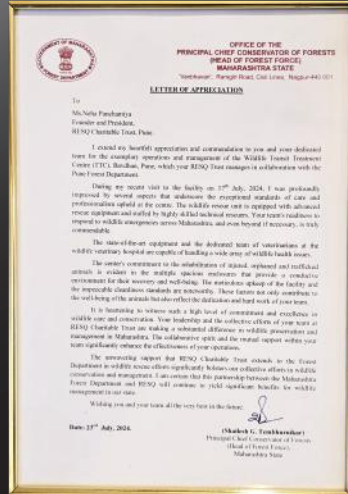 OFFICE OF THE
PRINCIPAL CHIEF CONSERVATOR OF FORESTS
(HEAD OF FOREST FORCE)
MAHARASHTRA STATE
"Vanbhavan", Ramgiri Road, Civil Lines, Nagpur-440 001
LETTER OF APPRECIATION
To
Ms.Neha Panchamiya
Founder and President,
RESQ Charitable Trust, Pune
I extend my heartfelt appreciation and commendation to you and your dedicated
team for the exemplary operations and management of the Wildlife Transit Treatment
Center (TTC), Bavdhan, Pune, which your RESQ Trust manages in collaboration with the
Pune Forest Department.
During my recent visit to the facility on 17th July, 2024, I was profoundly
impressed by several aspects that underscore the exceptional standards of care and
professionalism upheld at the centre. The wildlife rescue unit is equipped with advanced
rescue equipment and staffed by highly skilled technical rescuers. Your team's readiness to
respond to wildlife emergencies across Maharashtra, and even beyond if necessary, is truly
commendable.
The state-of-the-art equipment and the dedicated team of veterinarians at the
wildlife veterinary hospital are capable of handling a wide array of wildlife health issues.
The center's commitment to the rehabilitation of injured, orphaned and trafficked
animals is evident in the multiple spacious enclosures that provide a conducive
environment for their recovery and well-being. The meticulous upkeep of the facility and
the impeccable cleanliness standards are noteworthy. These factors not only contribute to
the well-being of the animals but also reflect the dedication and hard work of your team.
It is heartening to witness such a high level of commitment and excellence in
wildlife care and conservation. Your leadership and the collective efforts of your team at
RESQ Charitable Trust are making a substantial difference in wildlife preservation and
management in Maharashtra. The collaborative spirit and the mutual support within your
team significantly enhance the effectiveness of your operations.
The unwavering support that RESQ Charitable Trust extends to the Forest
Department in wildlife rescue efforts significantly bolsters our collective efforts in wildlife
conservation and management. I am certain that this partnership between the Maharashtra
Forest Department and RESQ will continue to yield significant benefits for wildlife
management in our state.
Wishing you and your team all the very best in the future.
Date: 23rd July, 2024.
(Shailesh G. Tembhurnikar)
Principal Chief Conservator of Forests
(Head of Forest Force)
Maharashtra State